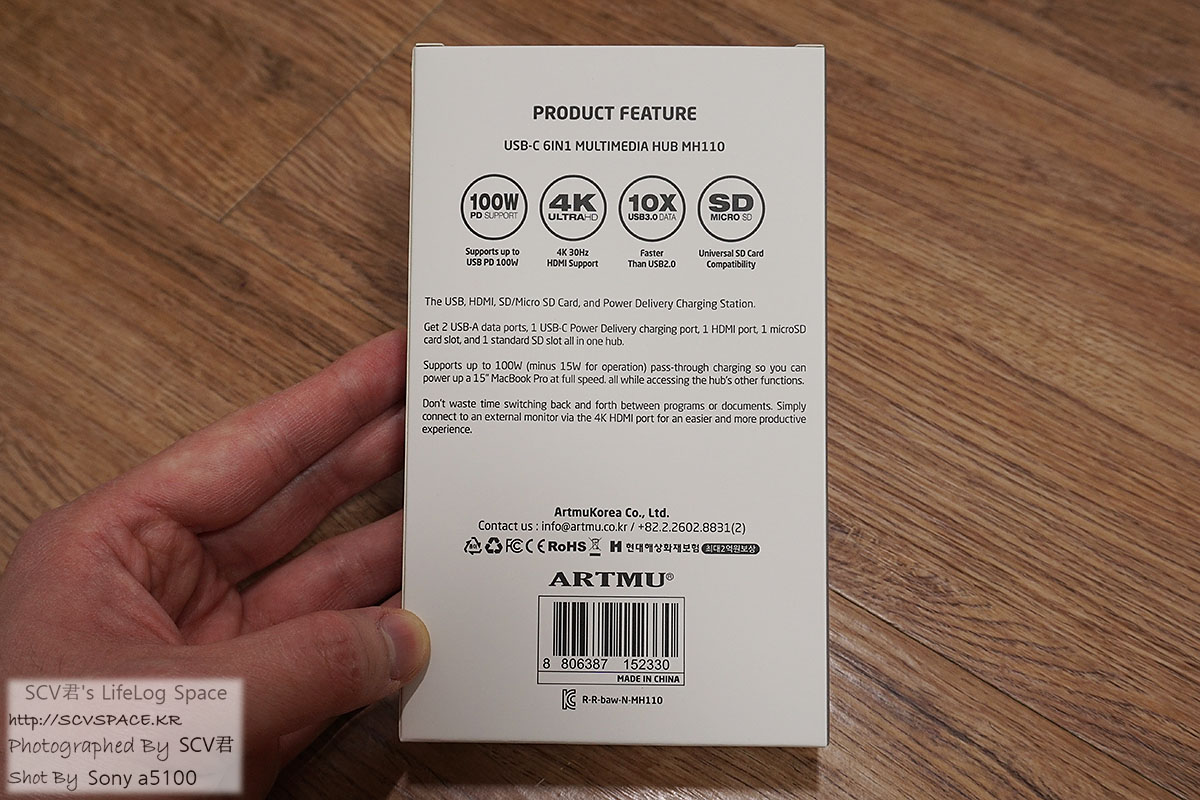 PRODUCT FEATURE
USB-C 6IN1 MULTIMEDIA HUB MH110
100W
PD SUPPORT
4K
ULTRAHD
10X
USB3.0 DATA
SD
MICRO SD
Supports up to
USB PD 100W
4K 30Hz
HDMI Support
Faster
Than USB2.0
Universal SD Card
Compatibility
The USB, HDMI, SD/Micro SD Card, and Power Delivery Charging Station.
Get 2 USB-A data ports, 1 USB-C Power Delivery charging port, 1 HDMI port, 1 microSD
card slot, and 1 standard SD slot all in one hub.
Supports up to 100W (minus 15W for operation) pass-through charging so you can
power up a 15" MacBook Pro at full speed. all while accessing the hub's other functions.
Don't waste time switching back and forth between programs or documents. Simply
connect to an external monitor via the 4K HDMI port for an easier and more productive
experience.
ArtmuKorea Co., Ltd.
Contact us : info@artmu.co.kr / +82.2.2602.8831(2)
FC CE RoHS H 현대해상화재보험 최대2억원보상
ARTMU®
8 806387 152330
MADE IN CHINA
R-R-baw-N-MH110
SCV君's LifeLog Space
http://SCVSPACE.KR
Photographed By SCV君
Shot By Sony a5100